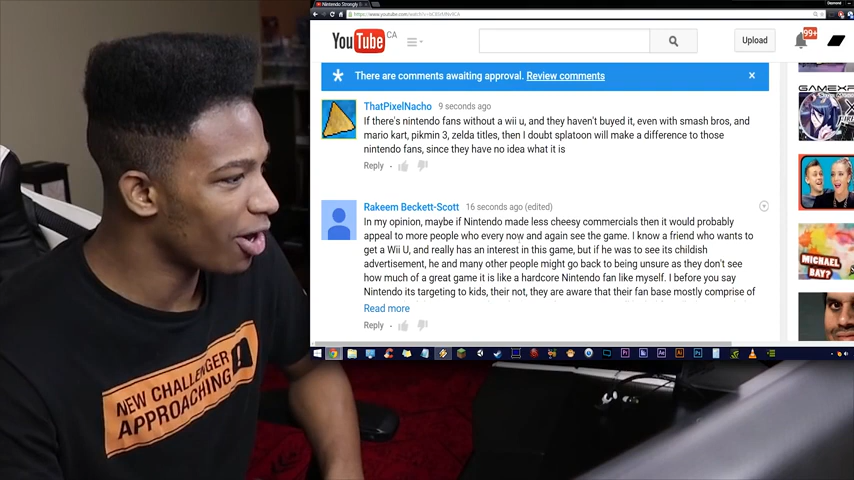 Nintendo Strongly B
Desmond
YouTube CA
Upload
99+
There are comments awaiting approval. Review comments ×
ThatPixelNacho 9 seconds ago
If there's nintendo fans without a wii u, and they haven't buyed it, even with smash bros, and
mario kart, pikmin 3, zelda titles, then I doubt splatoon will make a difference to those
nintendo fans, since they have no idea what it is
Reply
Rakeem Beckett-Scott 16 seconds ago (edited)
In my opinion, maybe if Nintendo made less cheesy commercials then it would probably
appeal to more people who every now and again see the game. I know a friend who wants to
get a Wii U, and really has an interest in this game, but if he was to see its childish
advertisement, he and many other people might go back to being unsure as they don't see
how much of a great game it is like a hardcore Nintendo fan like myself. I before you say
Nintendo its targeting to kids, their not, they are aware that their fan base mostly comprise of
Read more
Reply
GAMEXP
MICHAEL
BAY?
NEW CHALLENGER
APPROACHING